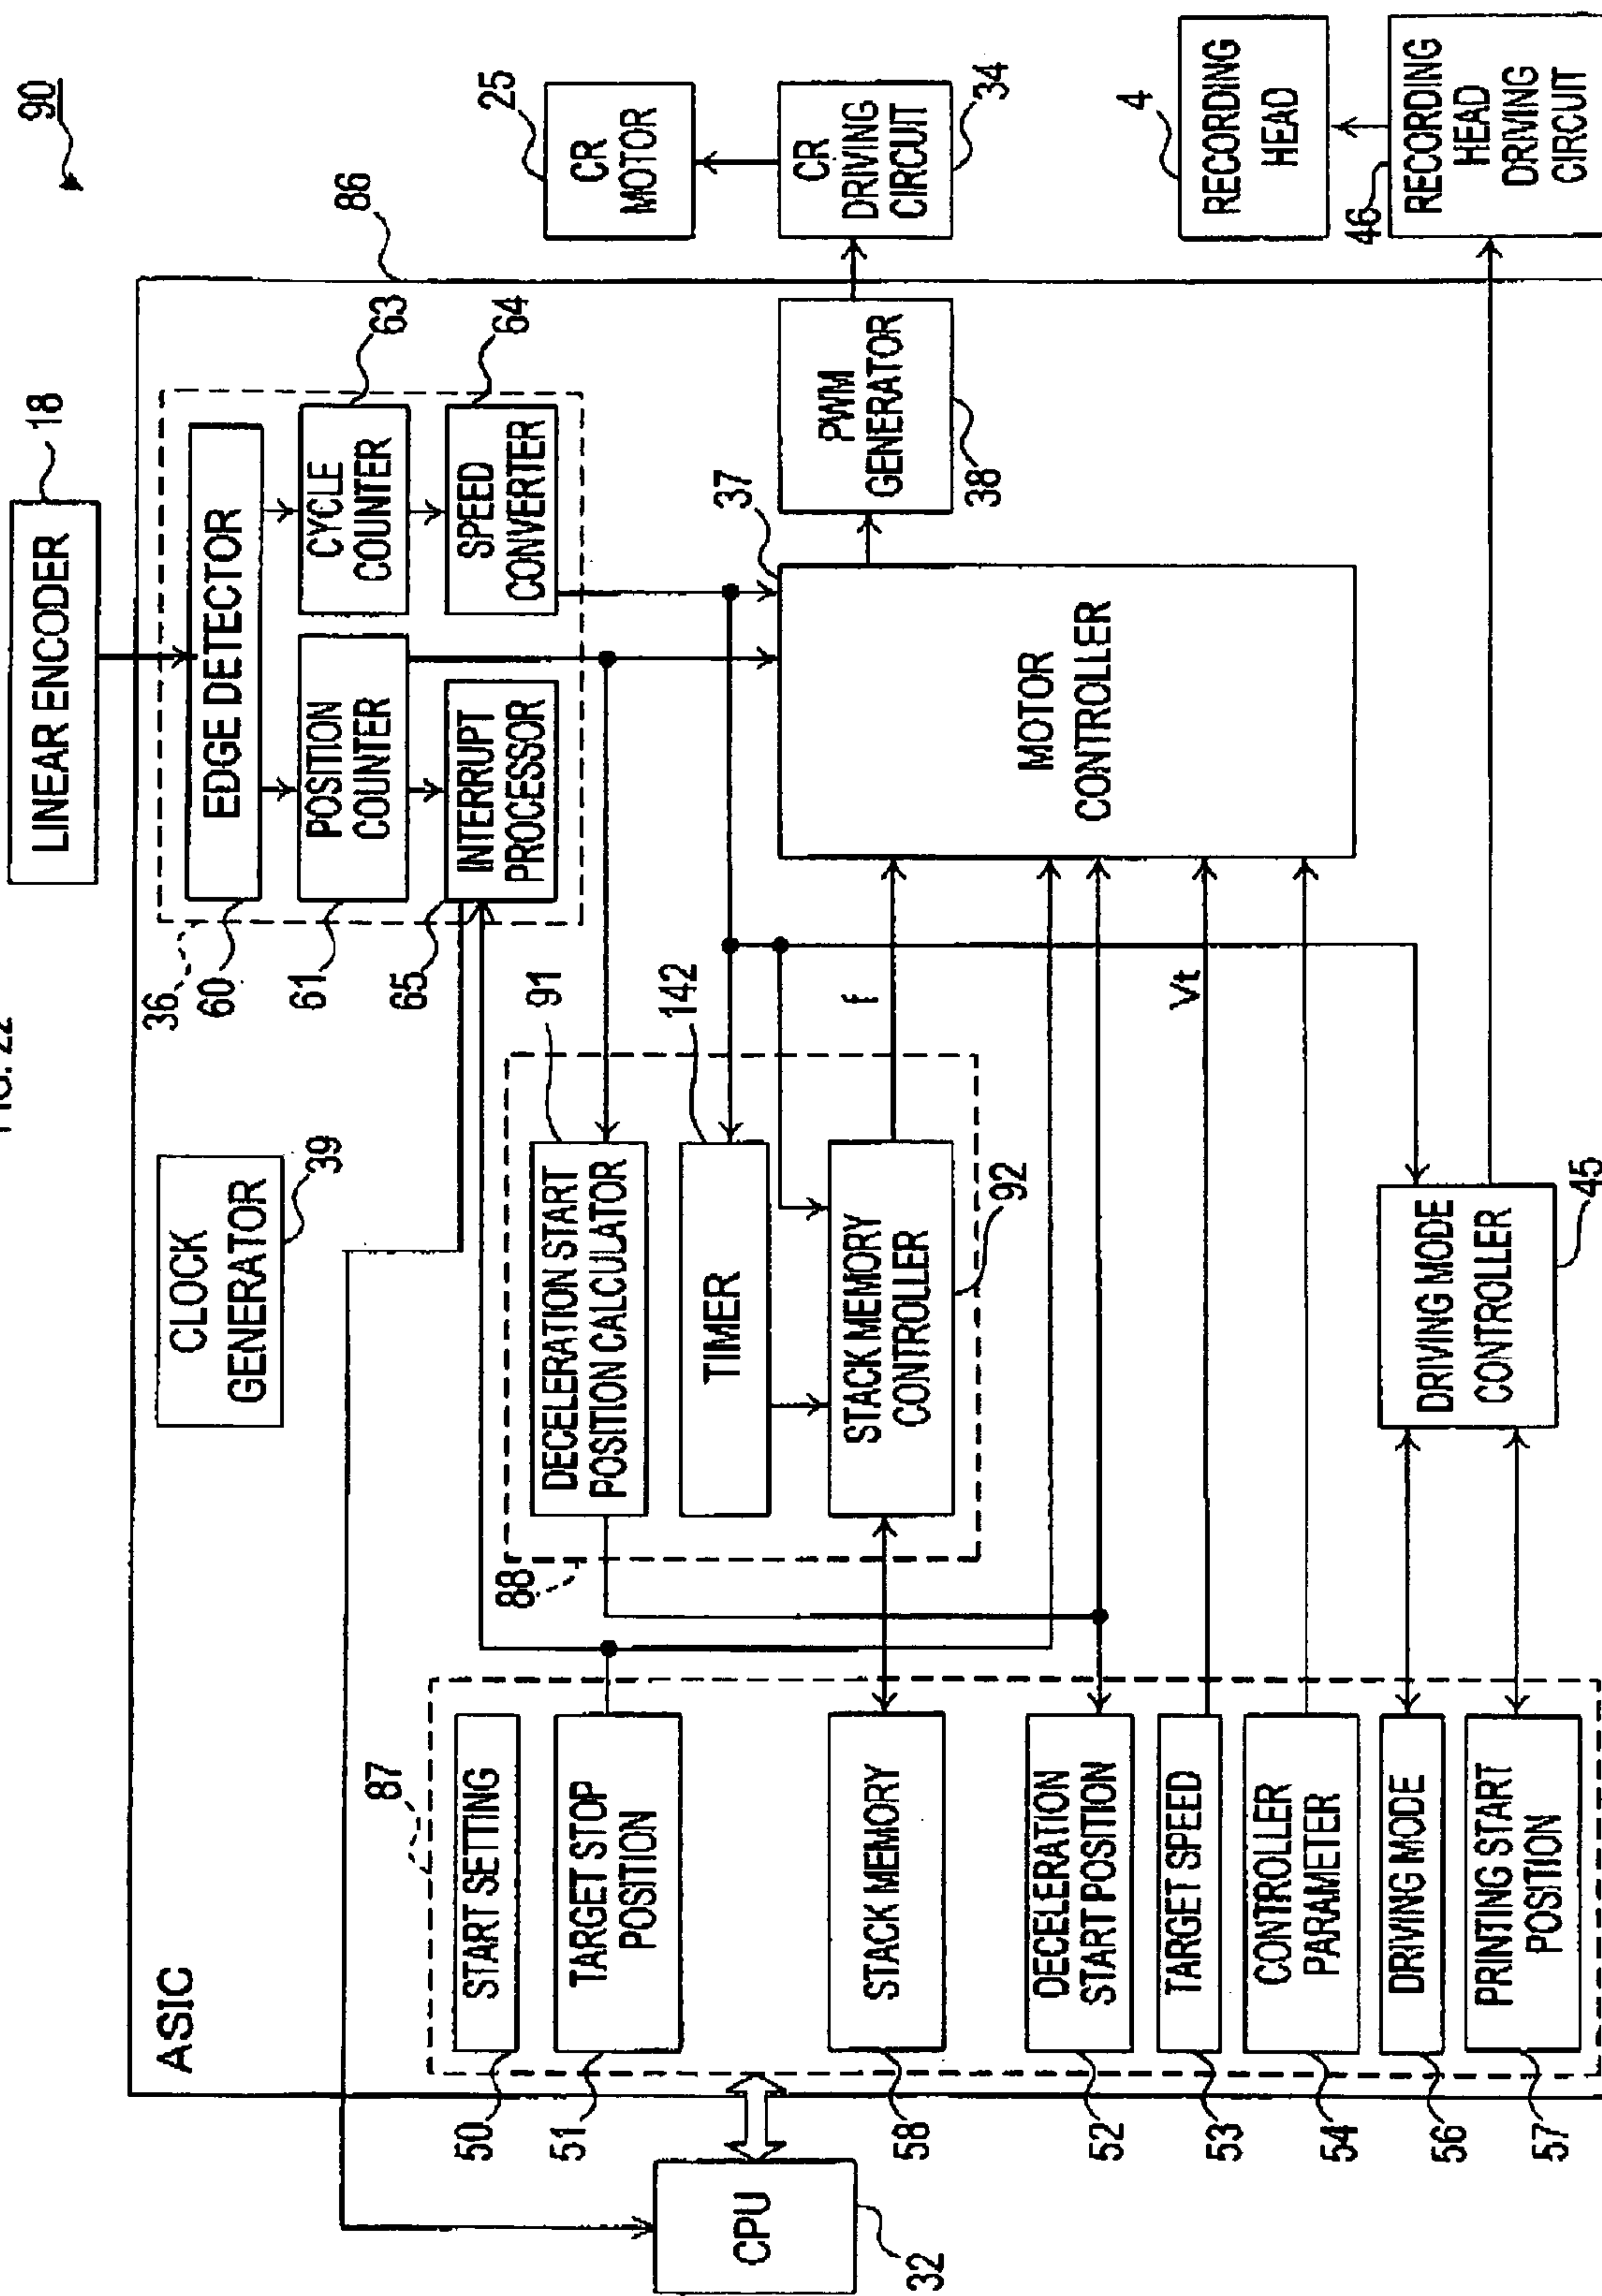 FIG. 22
90
ASIC
86
LINEAR ENCODER
18
36
EDGE DETECTOR
60
POSITION
COUNTER
61
CYCLE
COUNTER
63
INTERRUPT
PROCESSOR
65
SPEED
CONVERTER
64
CLOCK
GENERATOR
39
CPU
32
87
START SETTING
50
TARGET STOP
POSITION
51
STACK MEMORY
58
DECELERATION
START POSITION
52
TARGET SPEED
53
CONTROLLER
PARAMETER
54
DRIVING MODE
56
PRINTING START
POSITION
57
88
DECELERATION START
POSITION CALCULATOR
91
TIMER
142
STACK MEMORY
CONTROLLER
92
f
Vt
MOTOR
CONTROLLER
37
PWM
GENERATOR
38
CR
DRIVING
CIRCUIT
34
CR
MOTOR
25
DRIVING MODE
CONTROLLER
45
RECORDING
HEAD
4
RECORDING
HEAD
DRIVING
CIRCUIT
46